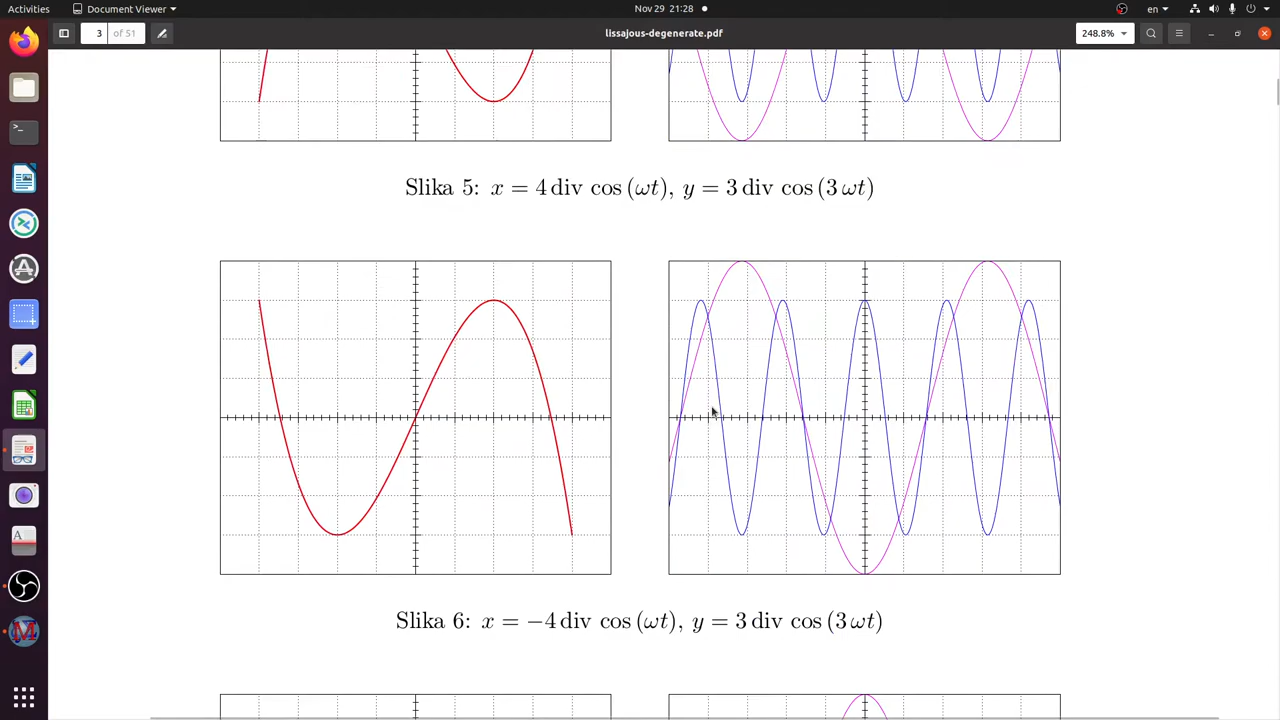 Activities Document Viewer Nov 29 21:28 en
3 of 51 lissajous-degenerate.pdf 248.8%
Slika 5: x = 4 div cos (ωt), y = 3 div cos (3 ωt)
Slika 6: x = −4 div cos (ωt), y = 3 div cos (3 ωt)